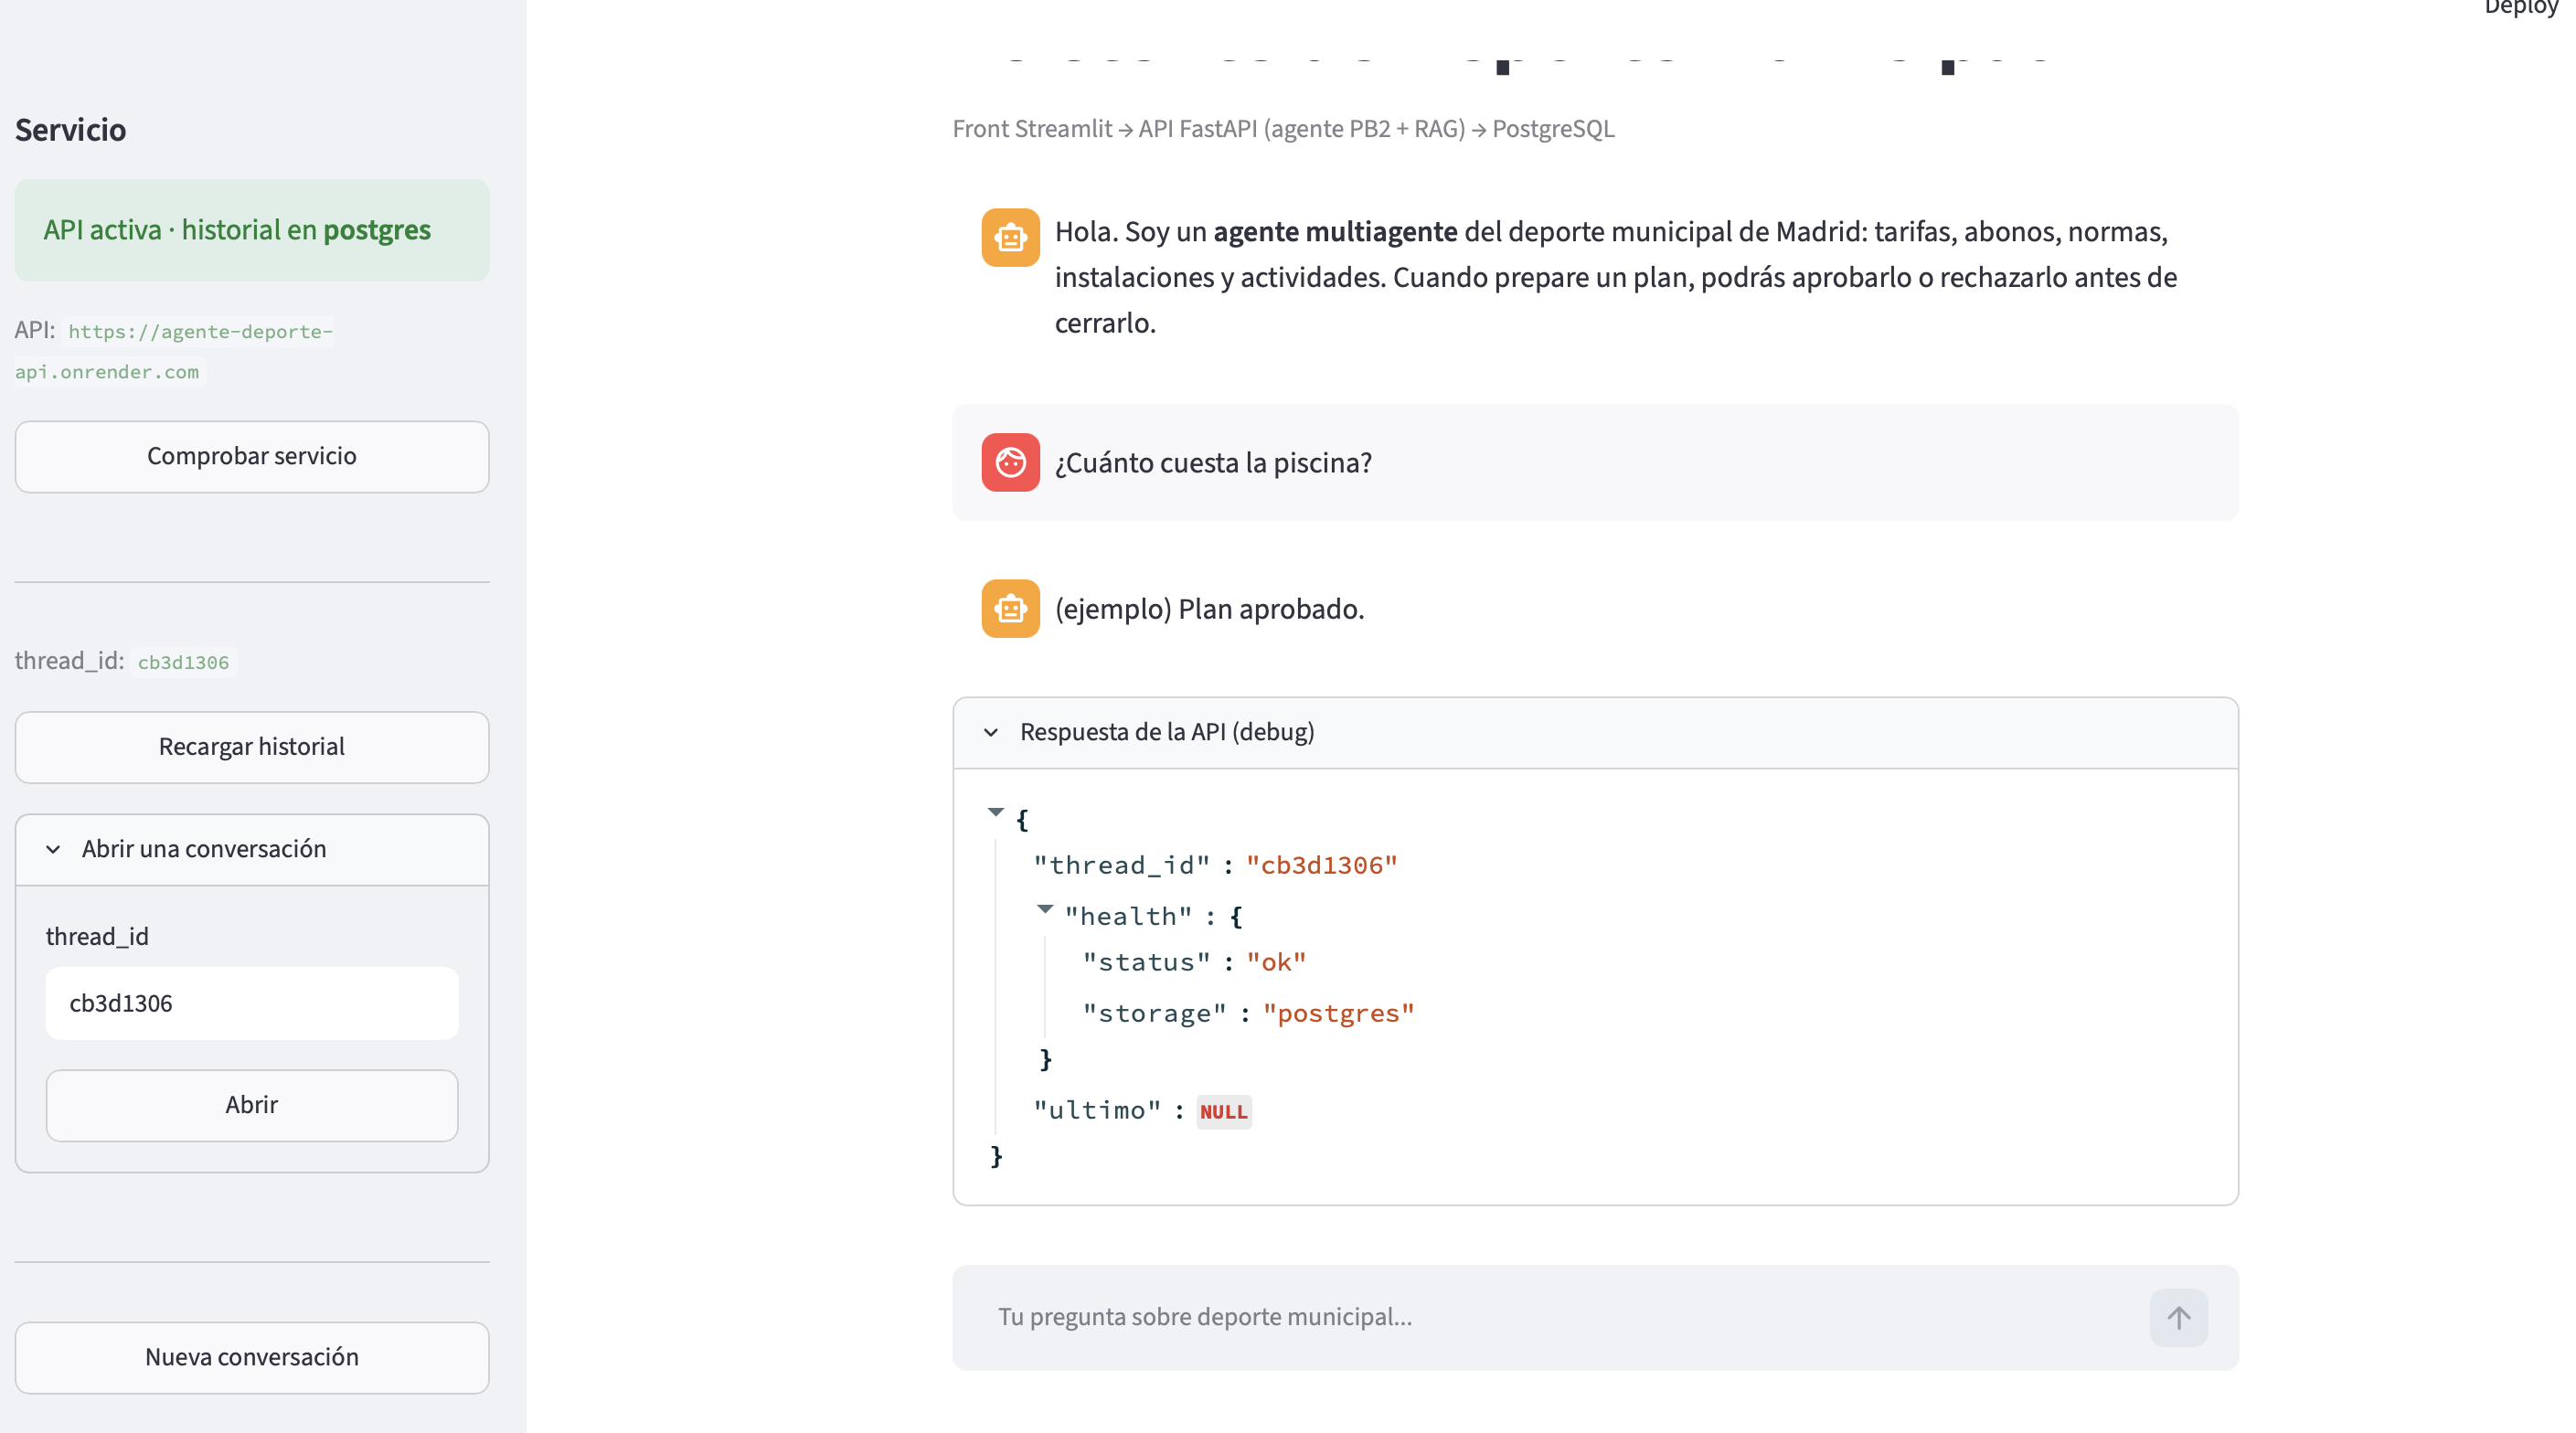 Deploy
Servicio
API activa · historial en postgres
API: https://agente-deporte-
api.onrender.com
Comprobar servicio
thread_id: cb3d1306
Recargar historial
Abrir una conversación
thread_id
cb3d1306
Abrir
Nueva conversación
Front Streamlit → API FastAPI (agente PB2 + RAG) → PostgreSQL
Hola. Soy un agente multiagente del deporte municipal de Madrid: tarifas, abonos, normas,
instalaciones y actividades. Cuando prepare un plan, podrás aprobarlo o rechazarlo antes de
cerrarlo.
¿Cuánto cuesta la piscina?
(ejemplo) Plan aprobado.
Respuesta de la API (debug)
{
"thread_id" : "cb3d1306"
"health" : {
"status" : "ok"
"storage" : "postgres"
}
"ultimo" : NULL
}
Tu pregunta sobre deporte municipal...